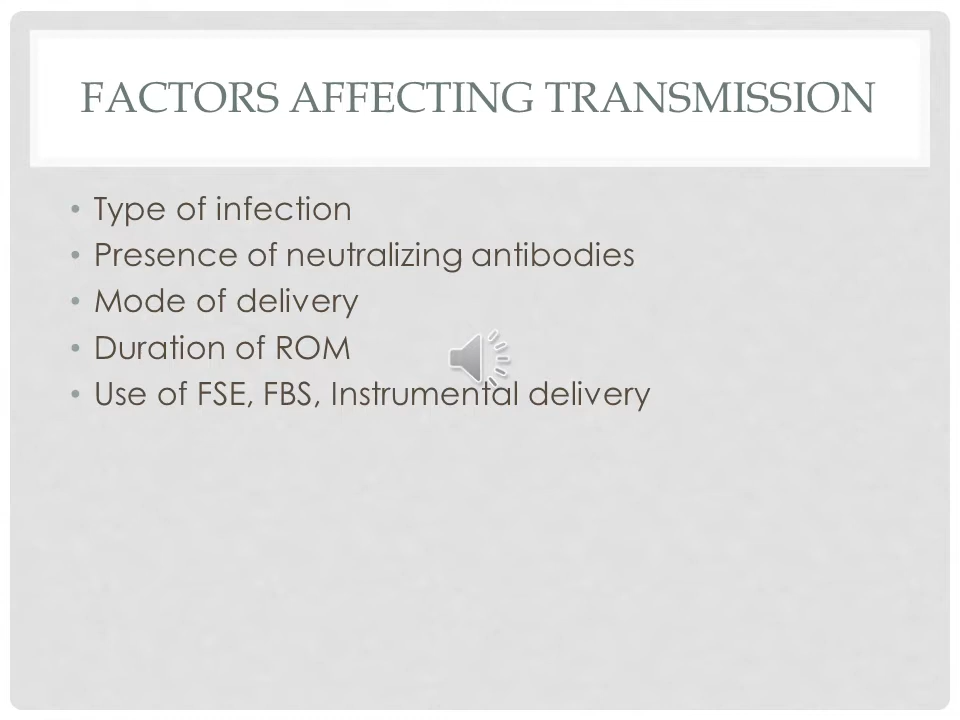 FACTORS AFFECTING TRANSMISSION
• Type of infection
• Presence of neutralizing antibodies
• Mode of delivery
• Duration of ROM
• Use of FSE, FBS, Instrumental delivery